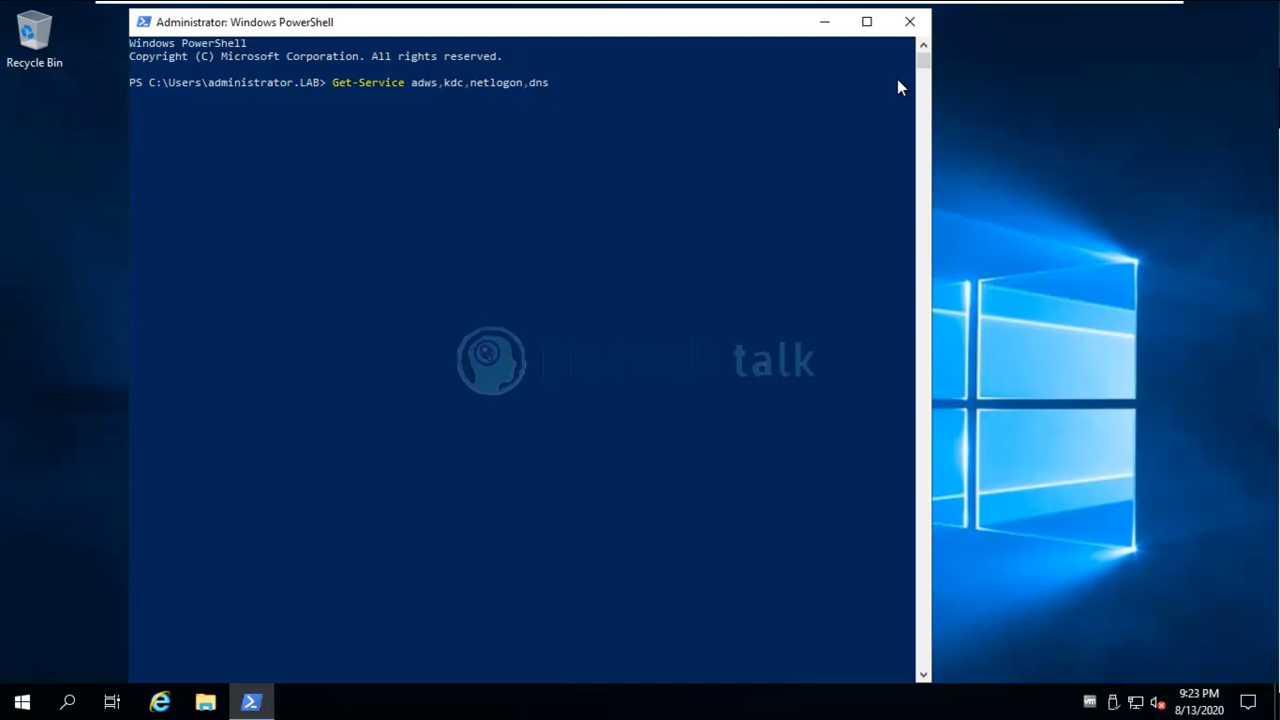 Administrator: Windows PowerShell
Windows PowerShell
Copyright (C) Microsoft Corporation. All rights reserved.
PS C:\Users\administrator.LAB> Get-Service adws,kdc,netlogon,dns
Recycle Bin
talk
9:23 PM
8/13/2020